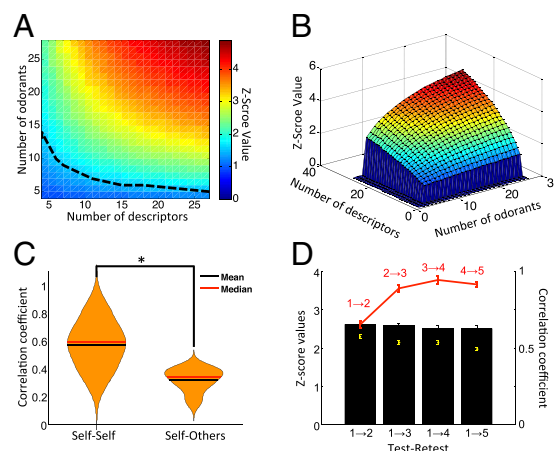 A
Number of odorants
25
20
15
10
5
5 10 15 20 25
Number of descriptors
4
3
2
1
0
Z-Scroe Value
B
Z-Scroe Value
6
4
2
0
40
20
0
Number of descriptors
0
10
20
3
Number of odorants
C
Correlation coefficient
1
0.8
0.6
0.4
0.2
0
*
Mean
Median
Self-Self Self-Others
D
Z-score values
4
3
2
1
0
1→2 2→3 3→4 4→5
1
0.5
0
Correlation coefficient
1→2 1→3 1→4 1→5
Test-Retest